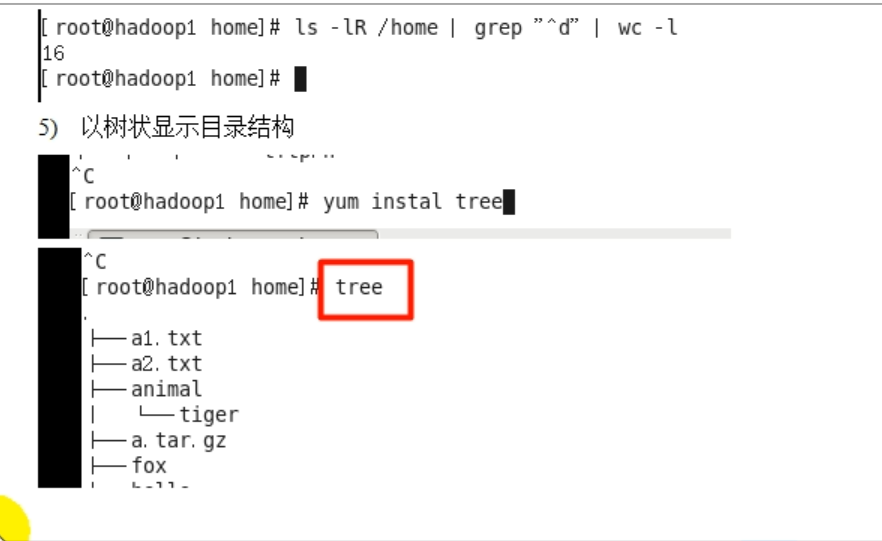 [root@hadoop1 home]# ls -lR /home | grep ”^d” | wc -l
16
[root@hadoop1 home]#
5) 以树状显示目录结构
^C
[root@hadoop1 home]# yum instal tree
^C
[root@hadoop1 home]# tree
.
├──a1.txt
├──a2.txt
├──animal
│   └──tiger
├──a.tar.gz
├──fox